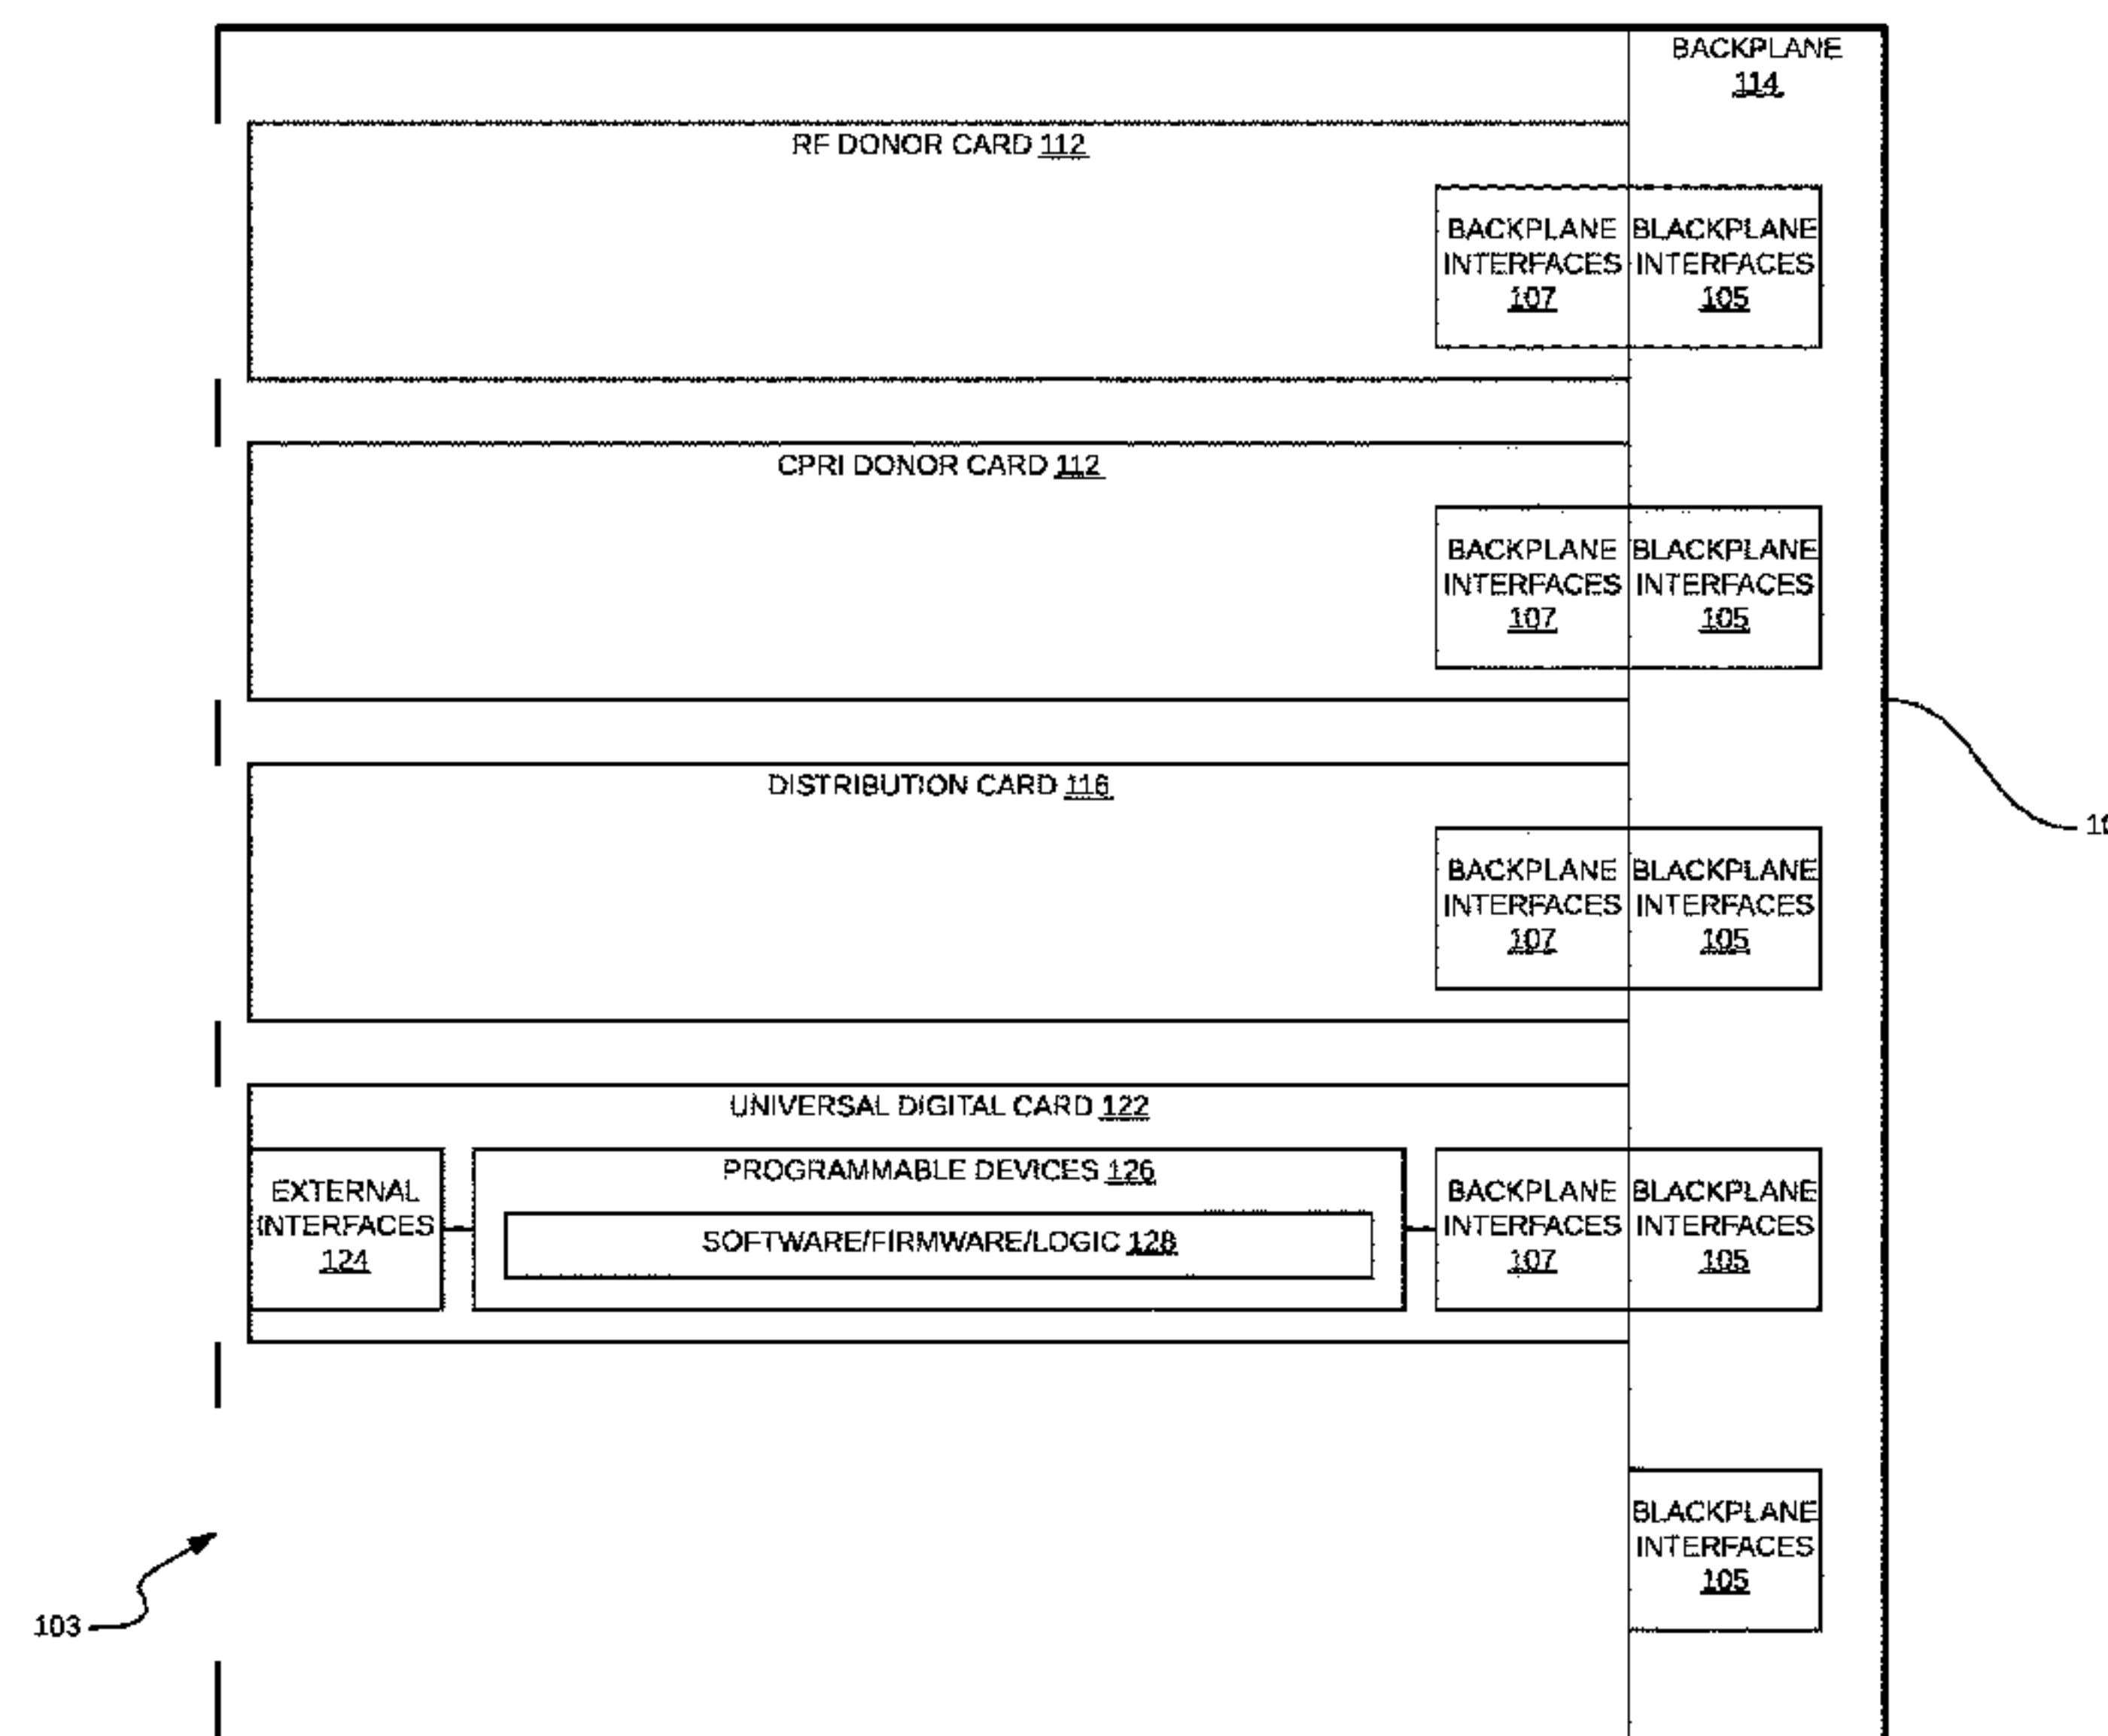 BACKPLANE
114
RF DONOR CARD 112
BACKPLANE
INTERFACES
107
BLACKPLANE
INTERFACES
105
CPRI DONOR CARD 112
BACKPLANE
INTERFACES
107
BLACKPLANE
INTERFACES
105
DISTRIBUTION CARD 116
BACKPLANE
INTERFACES
107
BLACKPLANE
INTERFACES
105
UNIVERSAL DIGITAL CARD 122
EXTERNAL
INTERFACES
124
PROGRAMMABLE DEVICES 126
SOFTWARE/FIRMWARE/LOGIC 128
BACKPLANE
INTERFACES
107
BLACKPLANE
INTERFACES
105
BLACKPLANE
INTERFACES
105
103